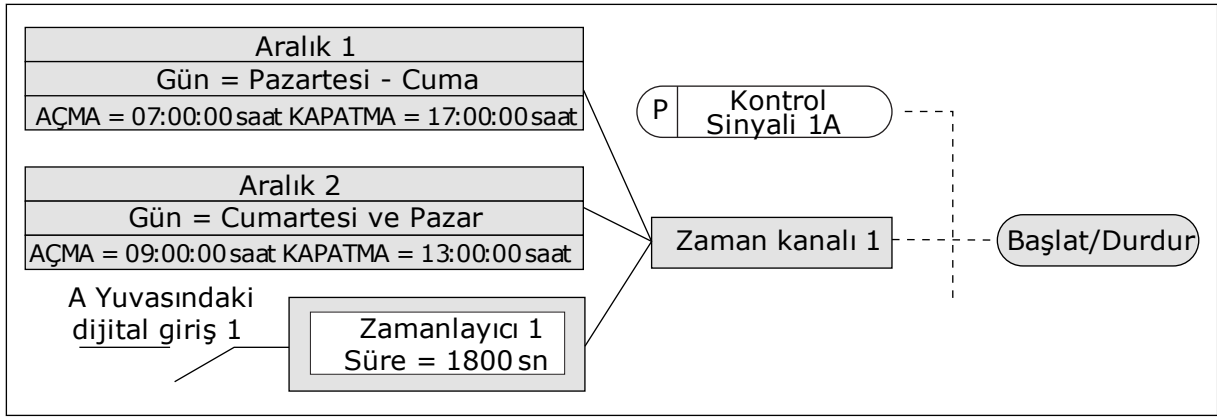 Aralık 1
Gün = Pazartesi - Cuma
AÇMA = 07:00:00 saat KAPATMA = 17:00:00 saat
Aralık 2
Gün = Cumartesi ve Pazar
AÇMA = 09:00:00 saat KAPATMA = 13:00:00 saat
A Yuvasındaki
dijital giriş 1
Zamanlayıcı 1
Süre = 1800 sn
P
Kontrol
Sinyali 1A
Zaman kanalı 1
Başlat/Durdur